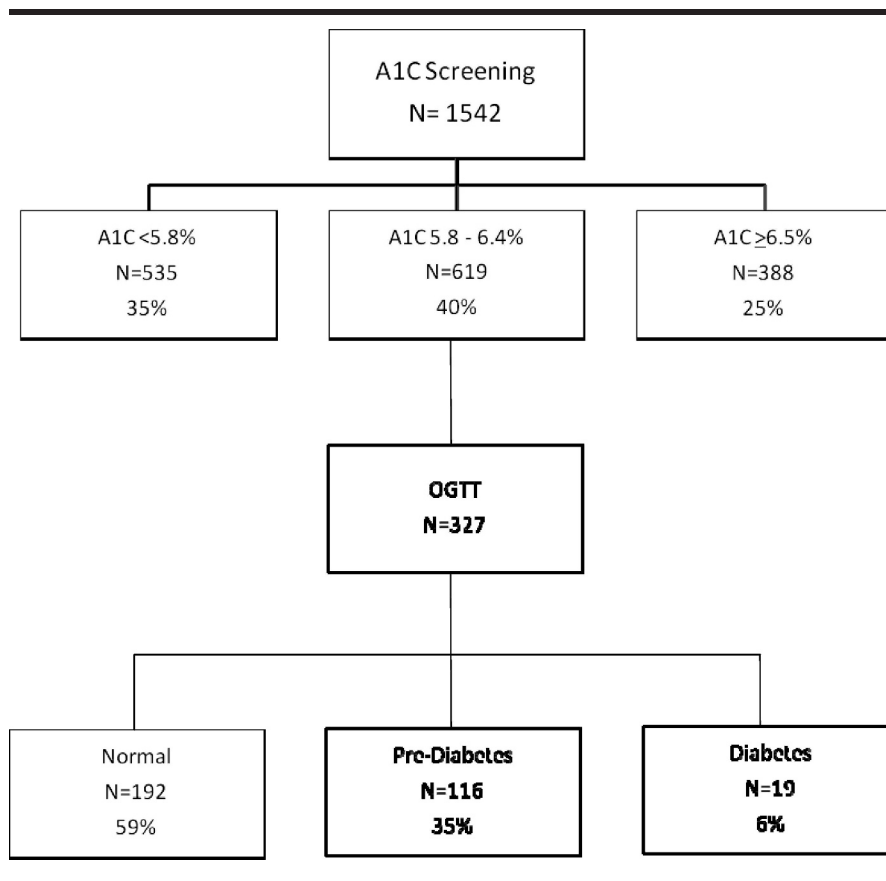 A1C Screening
N= 1542
A1C <5.8%
N=535
35%
A1C 5.8 - 6.4%
N=619
40%
A1C ≥6.5%
N=388
25%
OGTT
N=327
Normal
N=192
59%
Pre-Diabetes
N=116
35%
Diabetes
N=19
6%